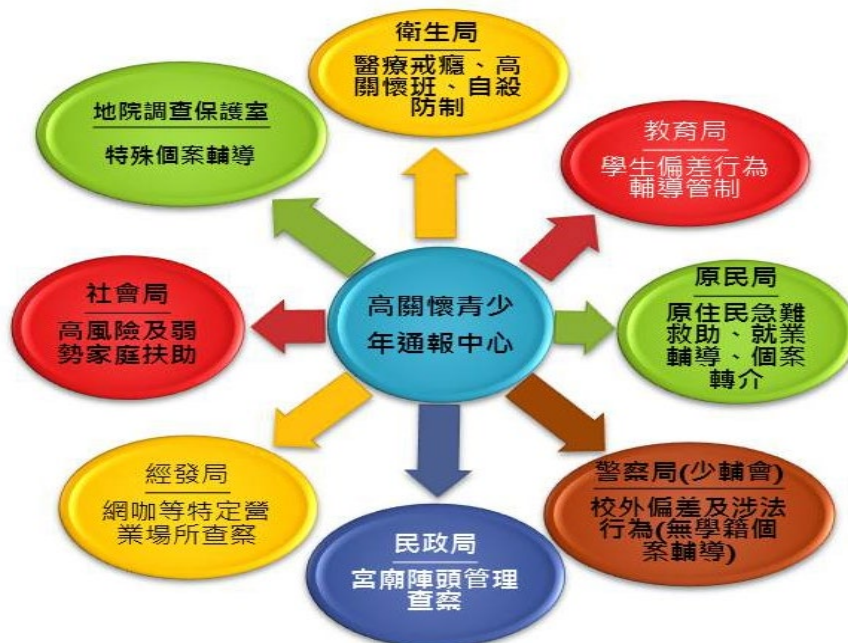 衛生局
醫療戒癮、高
關懷班、自殺
防制
地院調查保護室
特殊個案輔導
教育局
學生偏差行為
輔導管制
高關懷青少
年通報中心
社會局
高風險及弱
勢家庭扶助
原民局
原住民急難
救助、就業
輔導、個案
轉介
經發局
網咖等特定營
業場所查察
民政局
宮廟陣頭管理
查察
警察局(少輔會)
校外偏差及涉法
行為(無學籍個
案輔導)